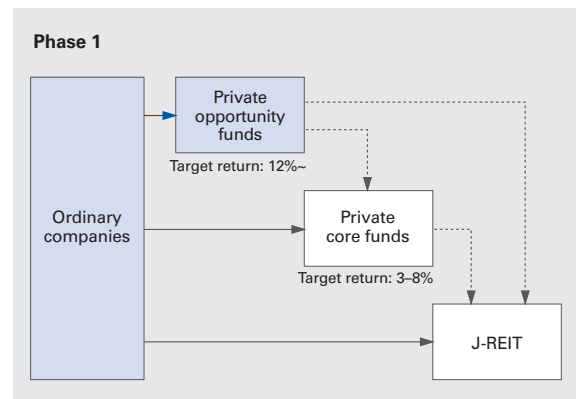 Phase 1
Private
opportunity
funds
Target return: 12%~
Ordinary
companies
Private
core funds
Target return: 3–8%
J-REIT